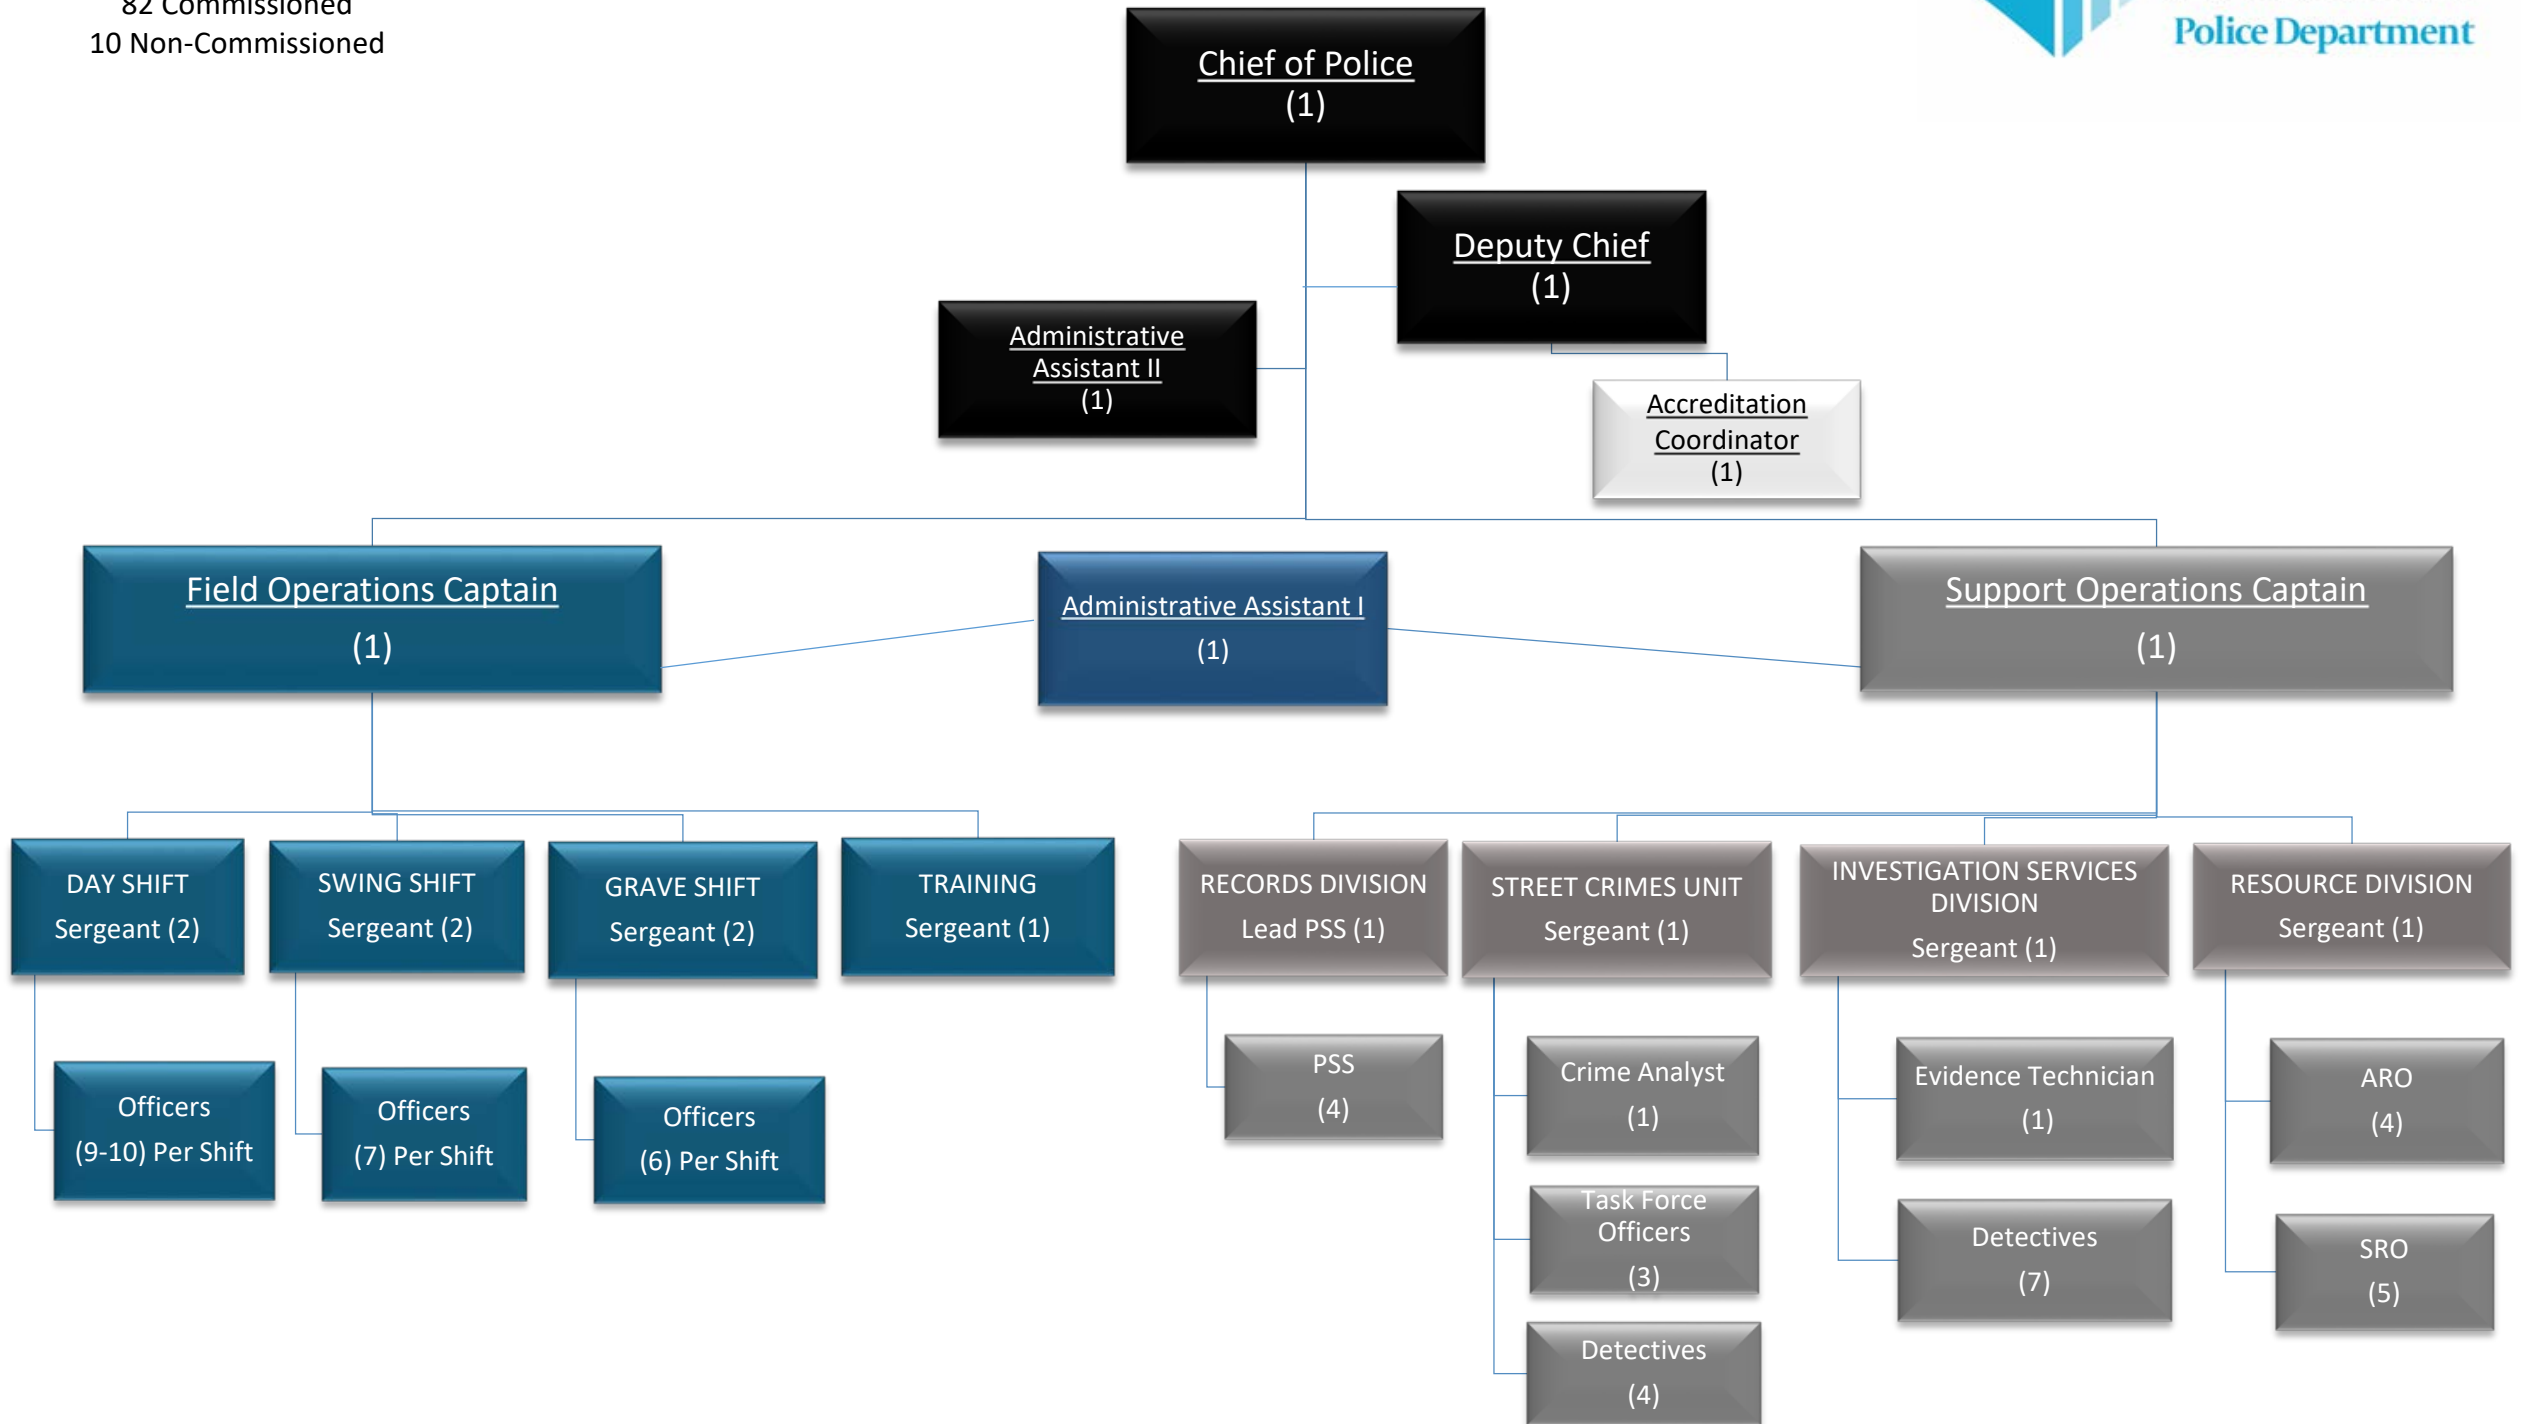 82 Commissioned
10 Non-Commissioned
Police Department
Chief of Police
(1)
Deputy Chief
(1)
Administrative
Assistant II
(1)
Accreditation
Coordinator
(1)
Field Operations Captain
(1)
Administrative Assistant I
(1)
Support Operations Captain
(1)
DAY SHIFT
Sergeant (2)
SWING SHIFT
Sergeant (2)
GRAVE SHIFT
Sergeant (2)
TRAINING
Sergeant (1)
RECORDS DIVISION
Lead PSS (1)
STREET CRIMES UNIT
Sergeant (1)
INVESTIGATION SERVICES
DIVISION
Sergeant (1)
RESOURCE DIVISION
Sergeant (1)
Officers
(9-10) Per Shift
Officers
(7) Per Shift
Officers
(6) Per Shift
PSS
(4)
Crime Analyst
(1)
Task Force
Officers
(3)
Detectives
(4)
Evidence Technician
(1)
Detectives
(7)
ARO
(4)
SRO
(5)